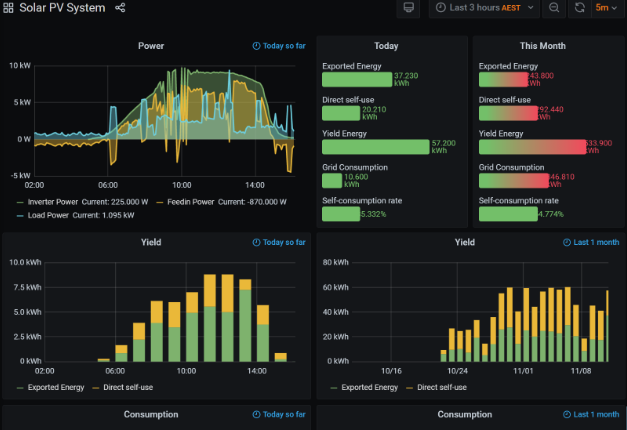 Solar PV System
Last 3 hours AEST
5m
Power
Today so far
10 kW
5 kW
0 W
-5 kW
02:00 06:00 10:00 14:00
Inverter Power Current: 225.000 W
Feedin Power Current: -870.000 W
Load Power Current: 1.095 kW
Today
Exported Energy
37.230
kWh
Direct self-use
20.210
kWh
Yield Energy
57.200
kWh
Grid Consumption
10.600
kWh
Self-consumption rate
5.332%
This Month
Exported Energy
743.800
kWh
Direct self-use
292.440
kWh
Yield Energy
933.900
kWh
Grid Consumption
46.810
kWh
Self-consumption rate
4.774%
Yield
Today so far
10.0 kWh
7.5 kWh
5.0 kWh
2.5 kWh
0 kWh
02:00 06:00 10:00 14:00
Exported Energy Direct self-use
Yield
Last 1 month
80 kWh
60 kWh
40 kWh
20 kWh
0 kWh
10/16 10/24 11/01 11/08
Exported Energy Direct self-use
Consumption
Today so far
Consumption
Last 1 month